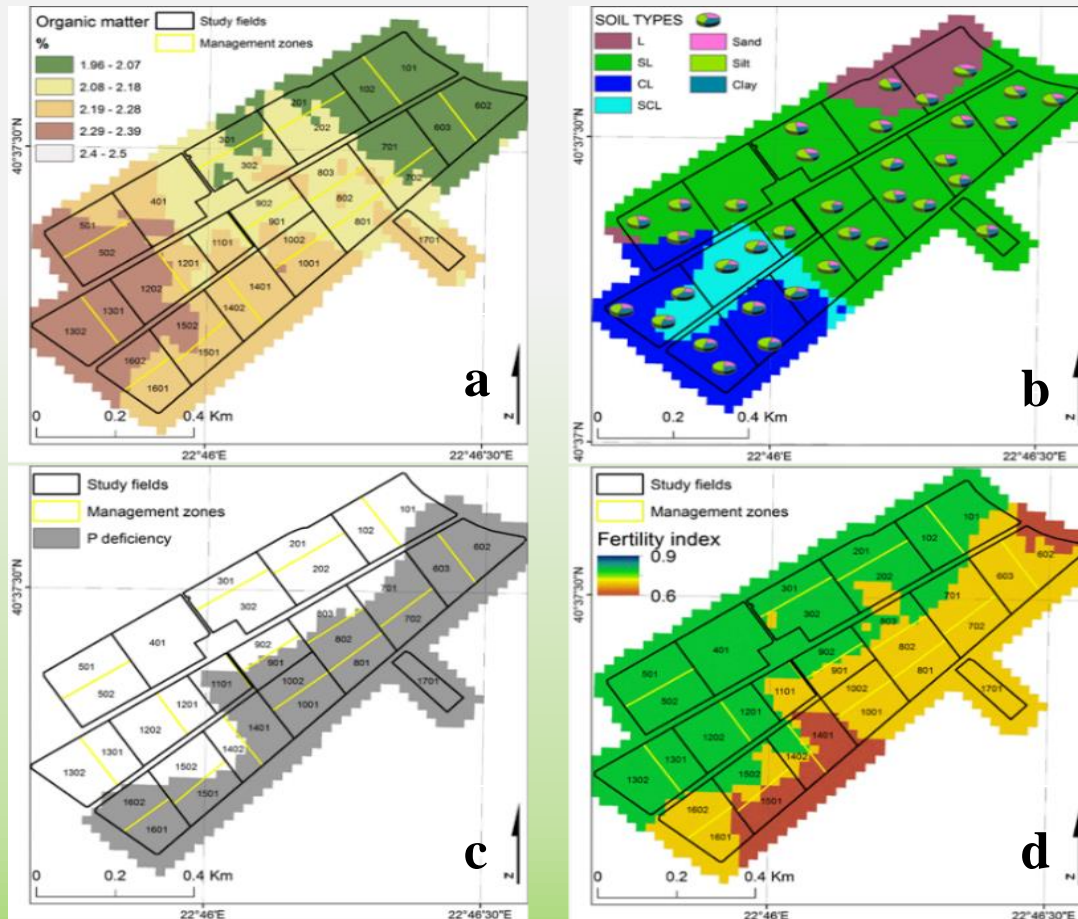 Organic matter
%
1.96 - 2.07
2.08 - 2.18
2.19 - 2.28
2.29 - 2.39
2.4 - 2.5
Study fields
Management zones
40°37'30"N
101
102
201
202
301
302
401
501
502
602
603
701
702
803
802
801
902
901
1002
1001
1101
1201
1202
1301
1302
1401
1402
1502
1501
1602
1601
1701
0 0.2 0.4 Km
22°46'E
22°46'30"E
N
a
SOIL TYPES
L
SL
CL
SCL
Sand
Silt
Clay
40°37'30"N
40°37'N
0 0.2 0.4 Km
22°46'E
22°46'30"E
N
b
Study fields
Management zones
P deficiency
40°37'30"N
101
102
201
202
301
302
401
501
502
602
603
701
702
803
802
801
902
901
1002
1001
1101
1201
1202
1301
1302
1401
1402
1502
1501
1602
1601
1701
0 0.2 0.4 Km
22°46'E
22°46'30"E
N
c
Study fields
Management zones
Fertility index
0.9
0.6
40°37'30"N
101
102
201
202
301
302
401
501
502
602
603
701
702
802
801
902
901
1002
1001
1101
1201
1202
1301
1302
1401
1402
1502
1501
1602
1601
1701
0 0.2 0.4 Km
22°46'E
22°46'30"E
N
d